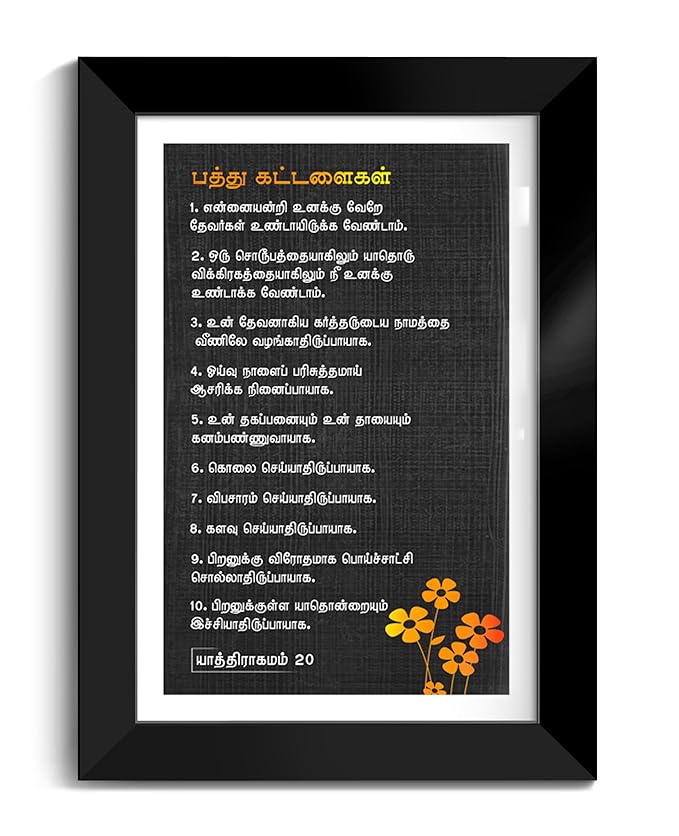 பத்து கட்டளைகள்
1. என்னையன்றி உனக்கு வேறே
தேவர்கள் உண்டாயிருக்க வேண்டாம்.
2. ஒரு சொரூபத்தையாகிலும் யாதொரு
விக்கிரகத்தையாகிலும் நீ உனக்கு
உண்டாக்க வேண்டாம்.
3. உன் தேவனாகிய கர்த்தருடைய நாமத்தை
வீணிலே வழங்காதிருப்பாயாக.
4. ஓய்வு நாளைப் பரிசுத்தமாய்
ஆசரிக்க நினைப்பாயாக.
5. உன் தகப்பனையும் உன் தாயையும்
கனம்பண்ணுவாயாக.
6. கொலை செய்யாதிருப்பாயாக.
7. விபசாரம் செய்யாதிருப்பாயாக.
8. களவு செய்யாதிருப்பாயாக.
9. பிறனுக்கு விரோதமாக பொய்ச்சாட்சி
சொல்லாதிருப்பாயாக.
10. பிறனுக்குள்ள யாதொன்றையும்
இச்சியாதிருப்பாயாக.
யாத்திராகமம் 20